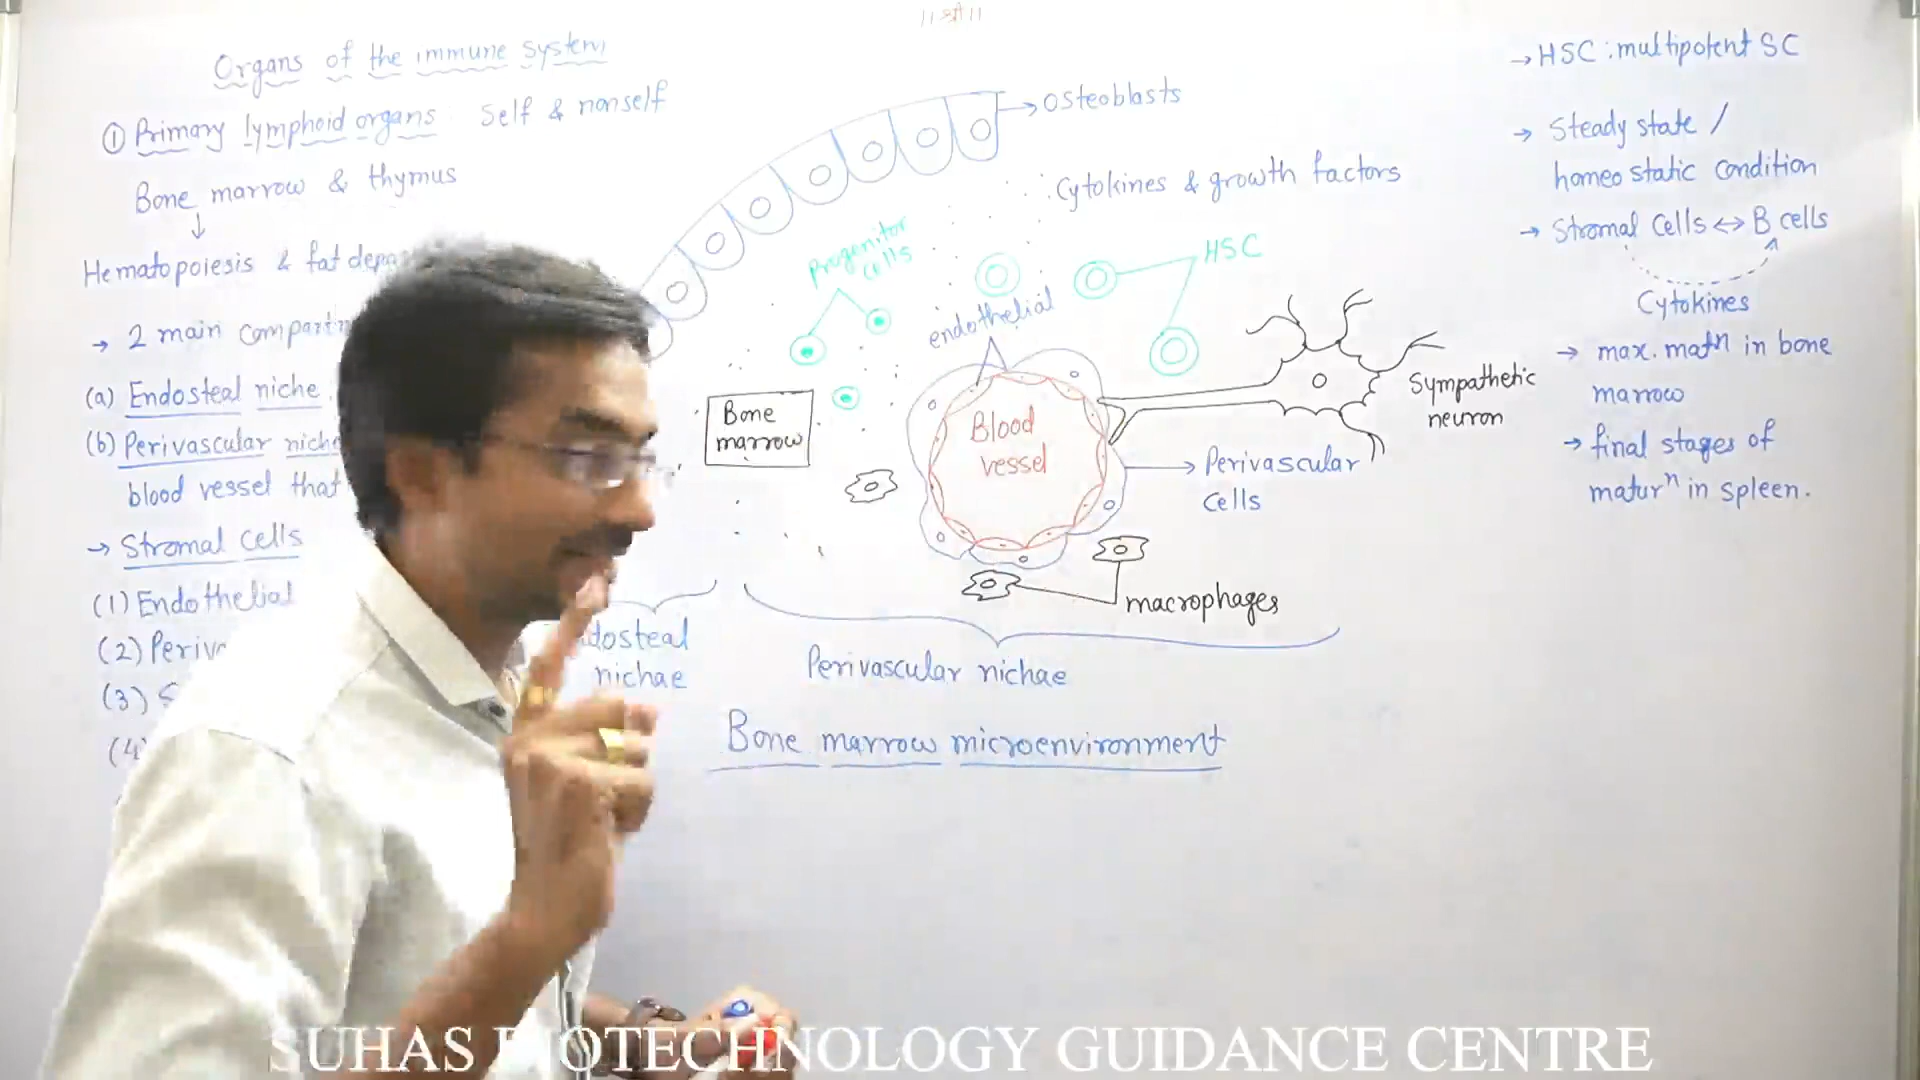 ॥ श्री ॥
Organs of the immune system
① Primary lymphoid organs : Self & nonself
Bone marrow & thymus
↓
Hematopoiesis & fat
→ 2 main
(a) Endosteal niche
(b) Perivascular
blood vessel that
→ Stromal cells
(1) Endothelial
(2)
(3)
(4)
→ Osteoblasts
Cytokines & growth factors
progenitor
cells
HSC
endothelial
Bone
marrow
Blood
vessel
Sympathetic
neuron
→ Perivascular
Cells
macrophages
nichae
Perivascular nichae
Bone marrow microenvironment
→ HSC : multipotent SC
→ Steady state /
homeostatic condition
→ Stromal cells ↔ B cells
Cytokines
→ max. matⁿ in bone
marrow
→ final stages of
maturⁿ in spleen.
SUHAS BIOTECHNOLOGY GUIDANCE CENTRE